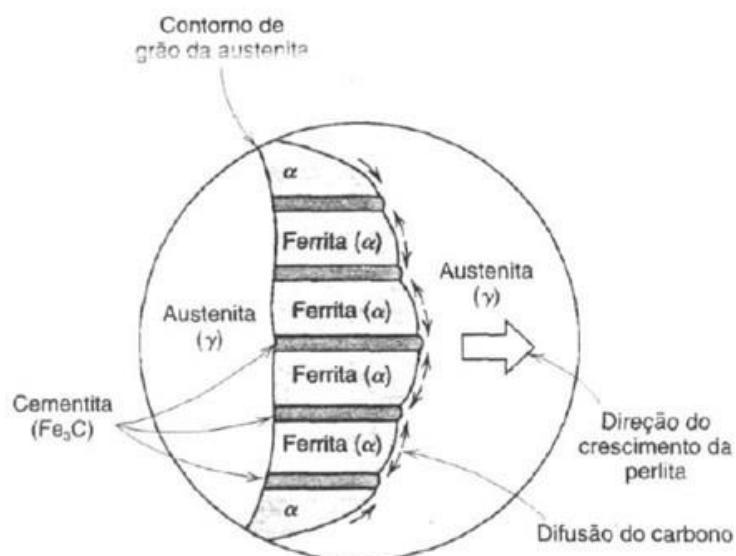 Contorno de
grão da austenita
α
Ferrita (α)
Ferrita (α)
Ferrita (α)
Ferrita (α)
α
Austenita
(γ)
Austenita
(γ)
Cementita
(Fe₃C)
Direção do
crescimento da
perlita
Difusão do carbono